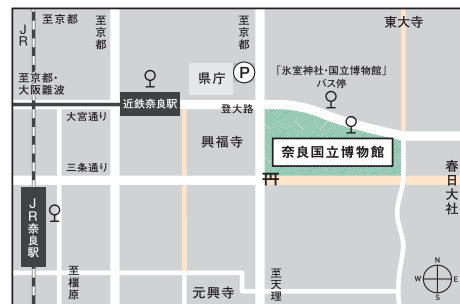 JR
至京都
至京都
至京都
東大寺
県庁
P
「氷室神社・国立博物館」
バス停
至京都・
大阪難波
近鉄奈良駅
登大路
大宮通り
興福寺
奈良国立博物館
三条通り
春日大社
JR奈良駅
至橿原
元興寺
至天理
N
W
E
S